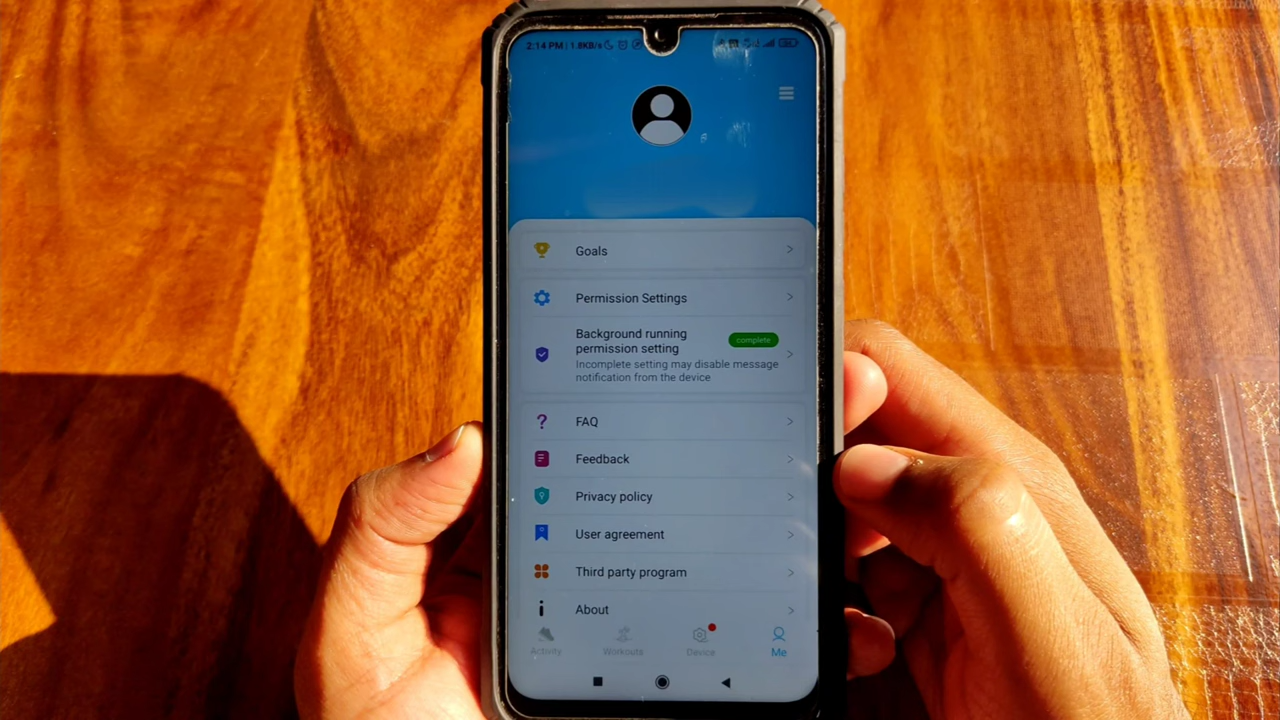 2:14 PM | 1.8KB/s
Goals
Permission Settings
Background running
permission setting
complete
Incomplete setting may disable message
notification from the device
FAQ
Feedback
Privacy policy
User agreement
Third party program
About
Activity
Workouts
Device
Me